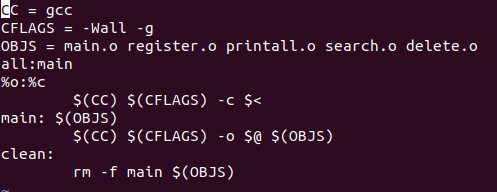 CC = gcc
CFLAGS = -Wall -g
OBJS = main.o register.o printall.o search.o delete.o
all:main
%o:%c
        $(CC) $(CFLAGS) -c $<
main: $(OBJS)
        $(CC) $(CFLAGS) -o $@ $(OBJS)
clean:
        rm -f main $(OBJS)
~